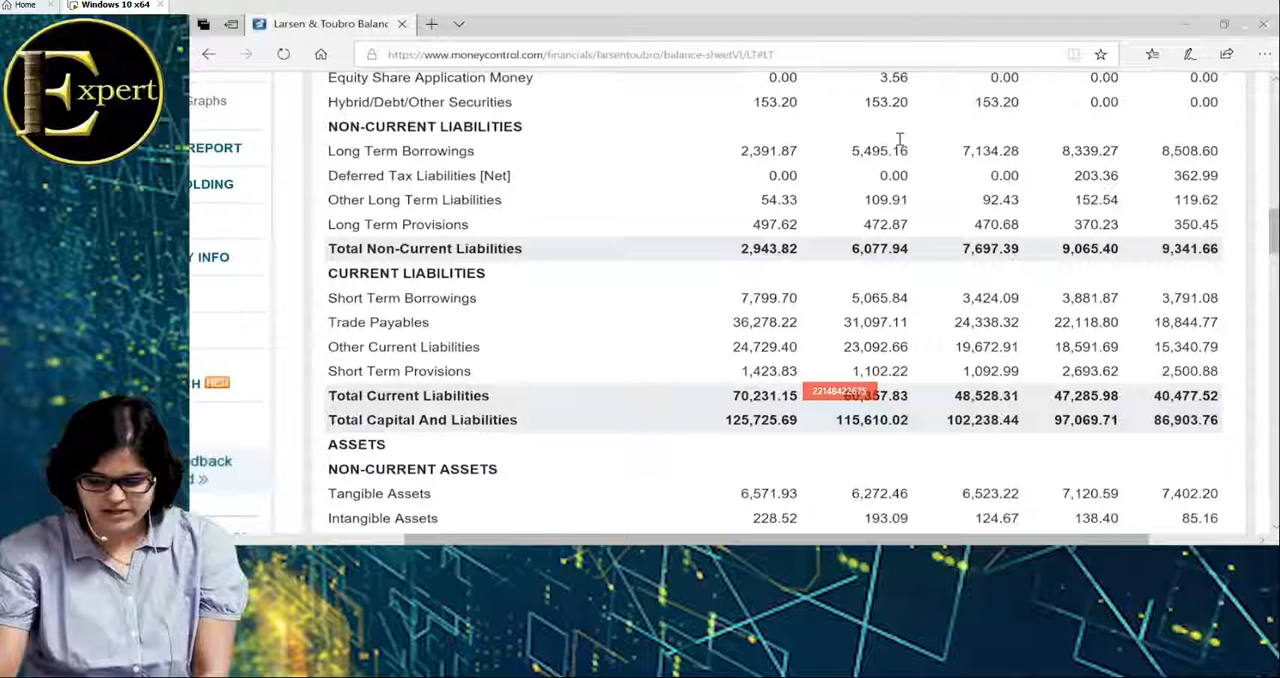 Home
Windows 10 x64
Larsen & Toubro Balanc
https://www.moneycontrol.com/financials/larsentoubro/balance-sheetVI/LT#LT
Expert
raphs
REPORT
OLDING
Y INFO
H
edback
d »
Equity Share Application Money 0.00 3.56 0.00 0.00 0.00
Hybrid/Debt/Other Securities 153.20 153.20 153.20 0.00 0.00
NON-CURRENT LIABILITIES
Long Term Borrowings 2,391.87 5,495.16 7,134.28 8,339.27 8,508.60
Deferred Tax Liabilities [Net] 0.00 0.00 0.00 203.36 362.99
Other Long Term Liabilities 54.33 109.91 92.43 152.54 119.62
Long Term Provisions 497.62 472.87 470.68 370.23 350.45
Total Non-Current Liabilities 2,943.82 6,077.94 7,697.39 9,065.40 9,341.66
CURRENT LIABILITIES
Short Term Borrowings 7,799.70 5,065.84 3,424.09 3,881.87 3,791.08
Trade Payables 36,278.22 31,097.11 24,338.32 22,118.80 18,844.77
Other Current Liabilities 24,729.40 23,092.66 19,672.91 18,591.69 15,340.79
Short Term Provisions 1,423.83 1,102.22 1,092.99 2,693.62 2,500.88
22148422675
Total Current Liabilities 70,231.15 60,357.83 48,528.31 47,285.98 40,477.52
Total Capital And Liabilities 125,725.69 115,610.02 102,238.44 97,069.71 86,903.76
ASSETS
NON-CURRENT ASSETS
Tangible Assets 6,571.93 6,272.46 6,523.22 7,120.59 7,402.20
Intangible Assets 228.52 193.09 124.67 138.40 85.16